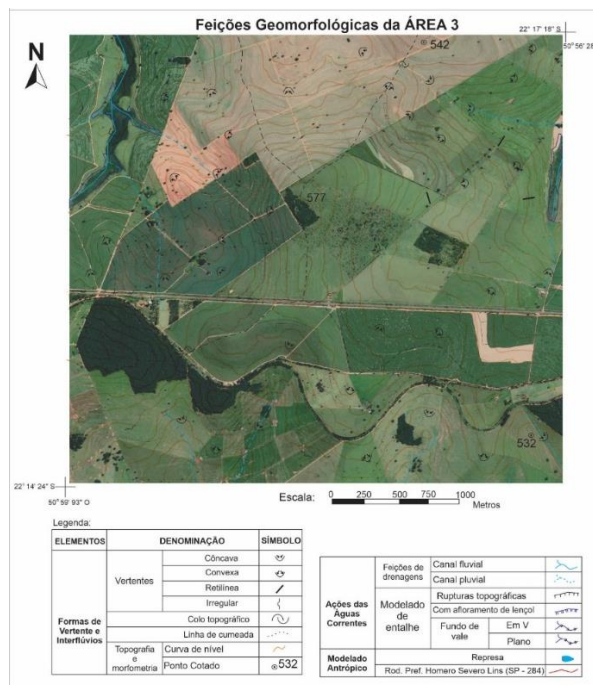 Feições Geomorfológicas da ÁREA 3
22° 17' 18" S
50° 56' 28"
N
542
577
532
22° 14' 24" S
50° 59' 93" O
Escala: 0 250 500 750 1000
Metros
Legenda:
ELEMENTOS DENOMINAÇÃO SÍMBOLO
Formas de Vertente e Interflúvios
Vertentes
Côncava
Convexa
Retilínea
Irregular
Colo topográfico
Linha de cumeada
Topografia e morfometria
Curva de nível
Ponto Cotado 532
Ações das Águas Correntes
Feições de drenagens
Canal fluvial
Canal pluvial
Modelado de entalhe
Rupturas topográficas
Com afloramento de lençol
Fundo de vale
Em V
Plano
Modelado Antrópico
Represa
Rod. Pref. Homero Severo Lins (SP - 284)